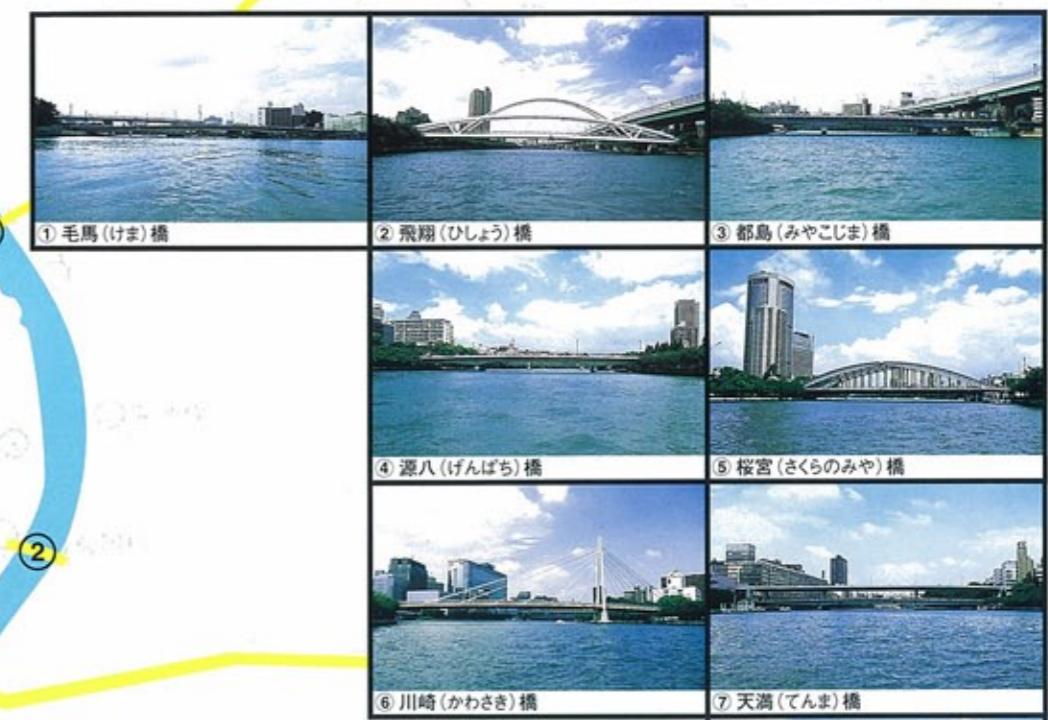 ① 毛馬(けま)橋
② 飛翔(ひしょう)橋
③ 都島(みやこじま)橋
④ 源八(げんぱち)橋
⑤ 桜宮(さくらのみや)橋
②
⑥ 川崎(かわさき)橋
⑦ 天満(てんま)橋